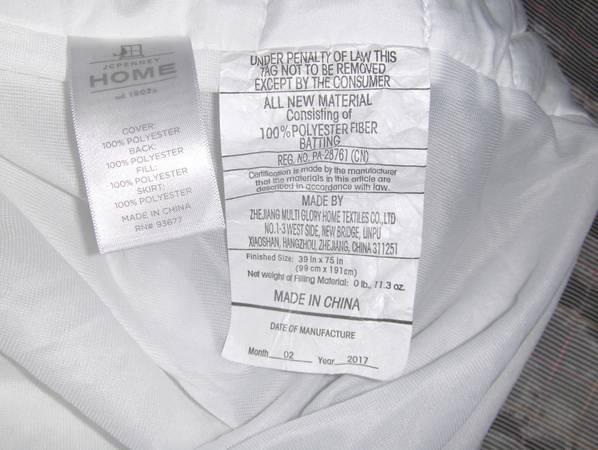 JCPENNEY
HOME
COVER:
100% POLYESTER
BACK:
100% POLYESTER
FILL:
100% POLYESTER
SKIRT:
100% POLYESTER
MADE IN CHINA
RN# 93677
UNDER PENALTY OF LAW THIS
TAG NOT TO BE REMOVED
EXCEPT BY THE CONSUMER
ALL NEW MATERIAL
Consisting of
100% POLYESTER FIBER
BATTING
REG. NO. PA-28761 (CN)
Certification is made by the manufacturer
that the materials in this article are
described in accordance with law.
MADE BY
ZHEJIANG MULTI GLORY HOME TEXTILES CO., LTD
NO.1-3 WEST SIDE, NEW BRIDGE, LINPU
XIAOSHAN, HANGZHOU, ZHEJIANG, CHINA 311251
Finished Size: 39 in x 75 in
(99 cm x 191cm)
Net weight of Filling Material: 0 lb., 11.3 oz.
MADE IN CHINA
DATE OF MANUFACTURE
Month 02 Year 2017